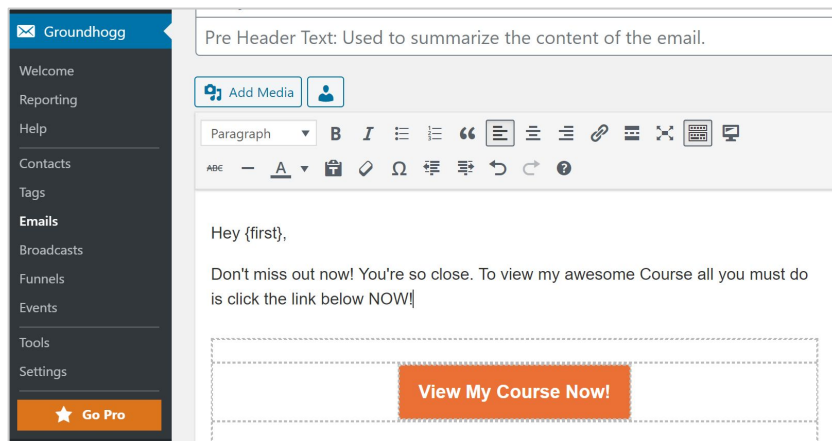 Groundhogg
Welcome
Reporting
Help
Contacts
Tags
Emails
Broadcasts
Funnels
Events
Tools
Settings
Go Pro
Pre Header Text: Used to summarize the content of the email.
Add Media
Paragraph
B I
ABC A Ω
Hey {first},
Don't miss out now! You're so close. To view my awesome Course all you must do
is click the link below NOW!
View My Course Now!